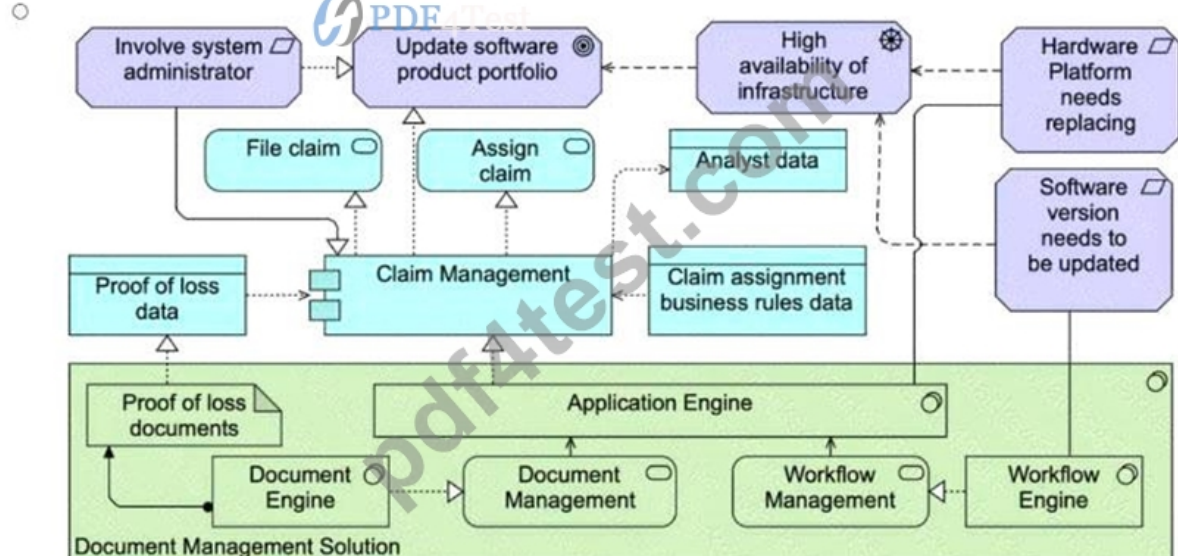 PDF4Test
Involve system
administrator
Update software
product portfolio
High
availability of
infrastructure
Hardware
Platform
needs
replacing
File claim
Assign
claim
Analyst data
Software
version
needs to
be updated
Proof of loss
data
Claim Management
Claim assignment
business rules data
Proof of loss
documents
Application Engine
Document
Engine
Document
Management
Workflow
Management
Workflow
Engine
Document Management Solution
pdf4test.com